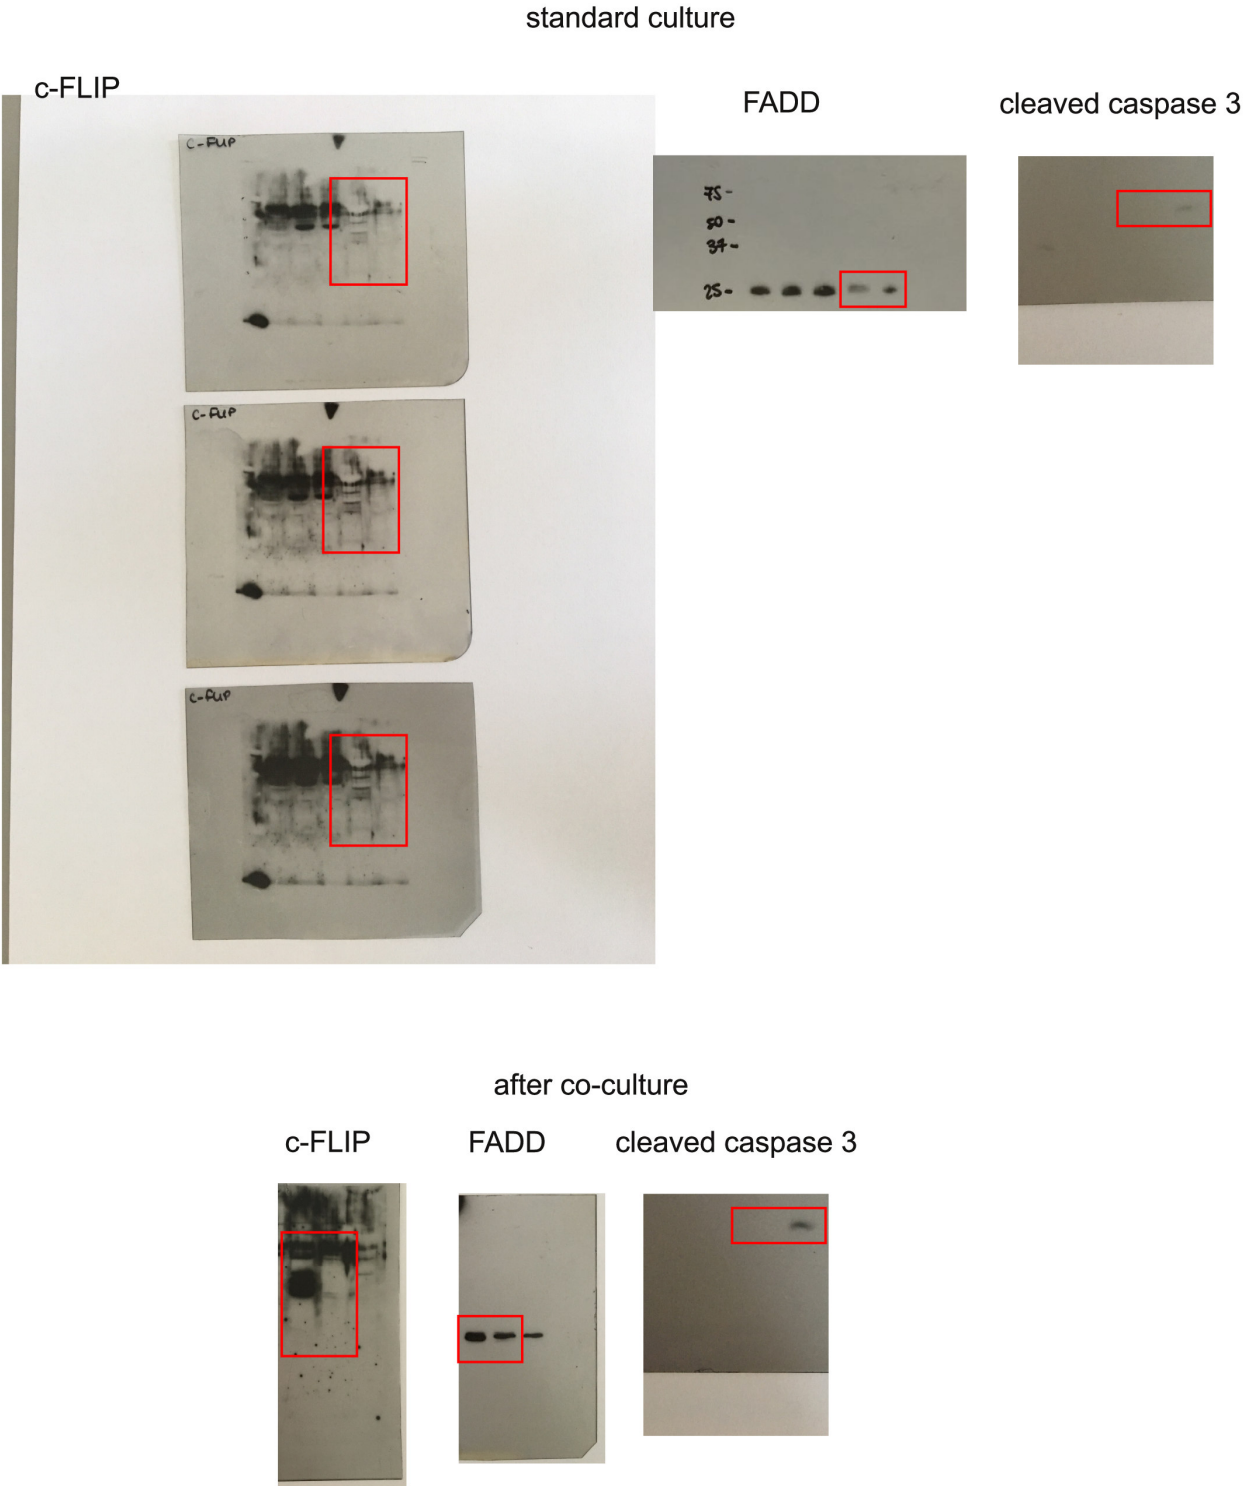 standard culture
c-FLIP
FADD
cleaved caspase 3
C-FLIP
75-
50-
37-
25-
C-FLIP
C-FLIP
after co-culture
c-FLIP
FADD
cleaved caspase 3